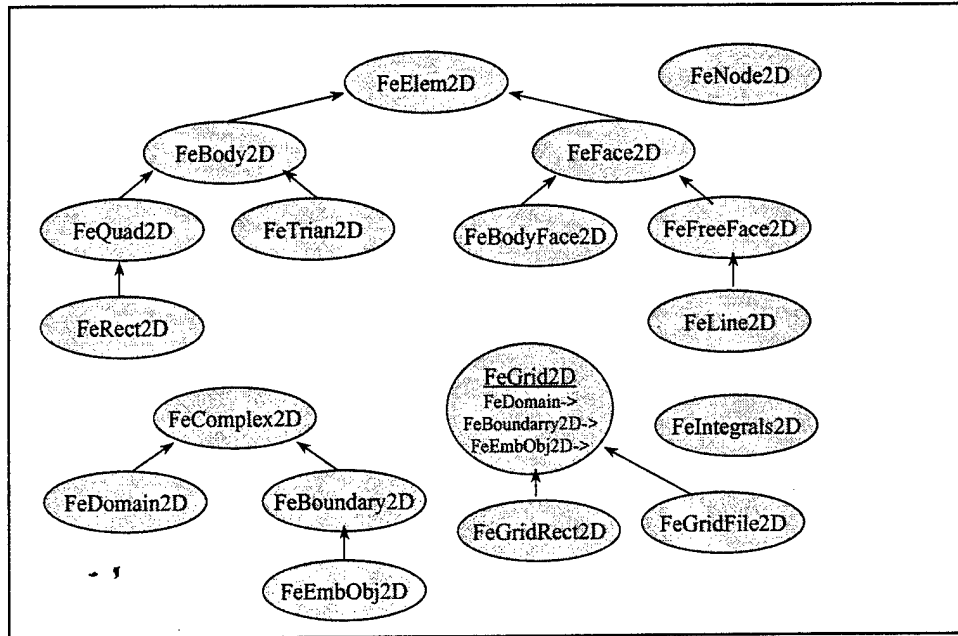 FeElem2D
FeNode2D
FeBody2D
FeFace2D
FeQuad2D
FeTrian2D
FeBodyFace2D
FeFreeFace2D
FeRect2D
FeLine2D
FeGrid2D
FeDomain->
FeBoundarry2D->
FeEmbObj2D->
FeComplex2D
FeIntegrals2D
FeDomain2D
FeBoundary2D
FeGridRect2D
FeGridFile2D
FeEmbObj2D